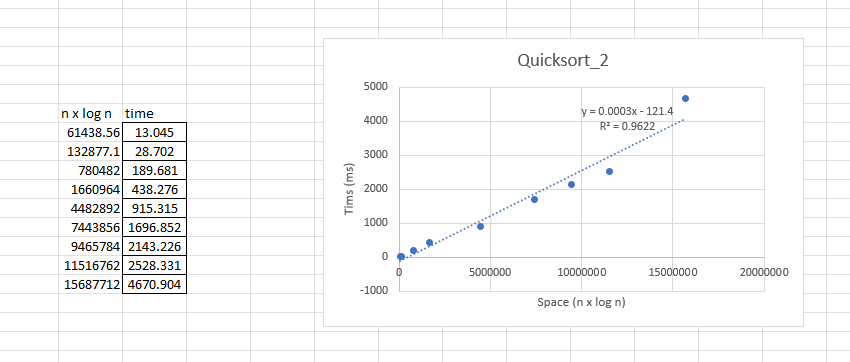 n x log n time
61438.56 13.045
132877.1 28.702
780482 189.681
1660964 438.276
4482892 915.315
7443856 1696.852
9465784 2143.226
11516762 2528.331
15687712 4670.904
Quicksort_2
5000
4000
3000
2000
1000
0
-1000
Tims (ms)
y = 0.0003x - 121.4
R² = 0.9622
0 5000000 10000000 15000000 20000000
Space (n x log n)